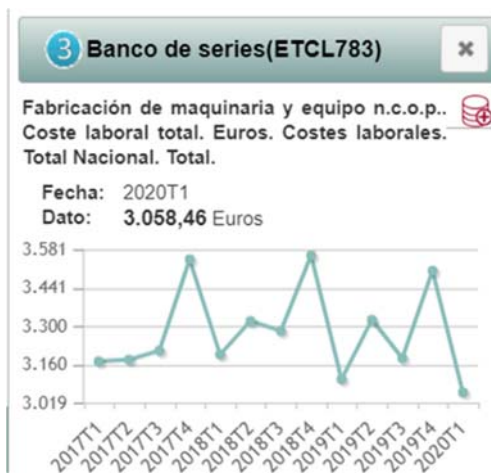 3 Banco de series(ETCL783) ×
Fabricación de maquinaria y equipo n.c.o.p..
Coste laboral total. Euros. Costes laborales.
Total Nacional. Total.
Fecha: 2020T1
Dato: 3.058,46 Euros
3.581
3.441
3.300
3.160
3.019
2017T1 2017T2 2017T3 2017T4 2018T1 2018T2 2018T3 2018T4 2019T1 2019T2 2019T3 2019T4 2020T1